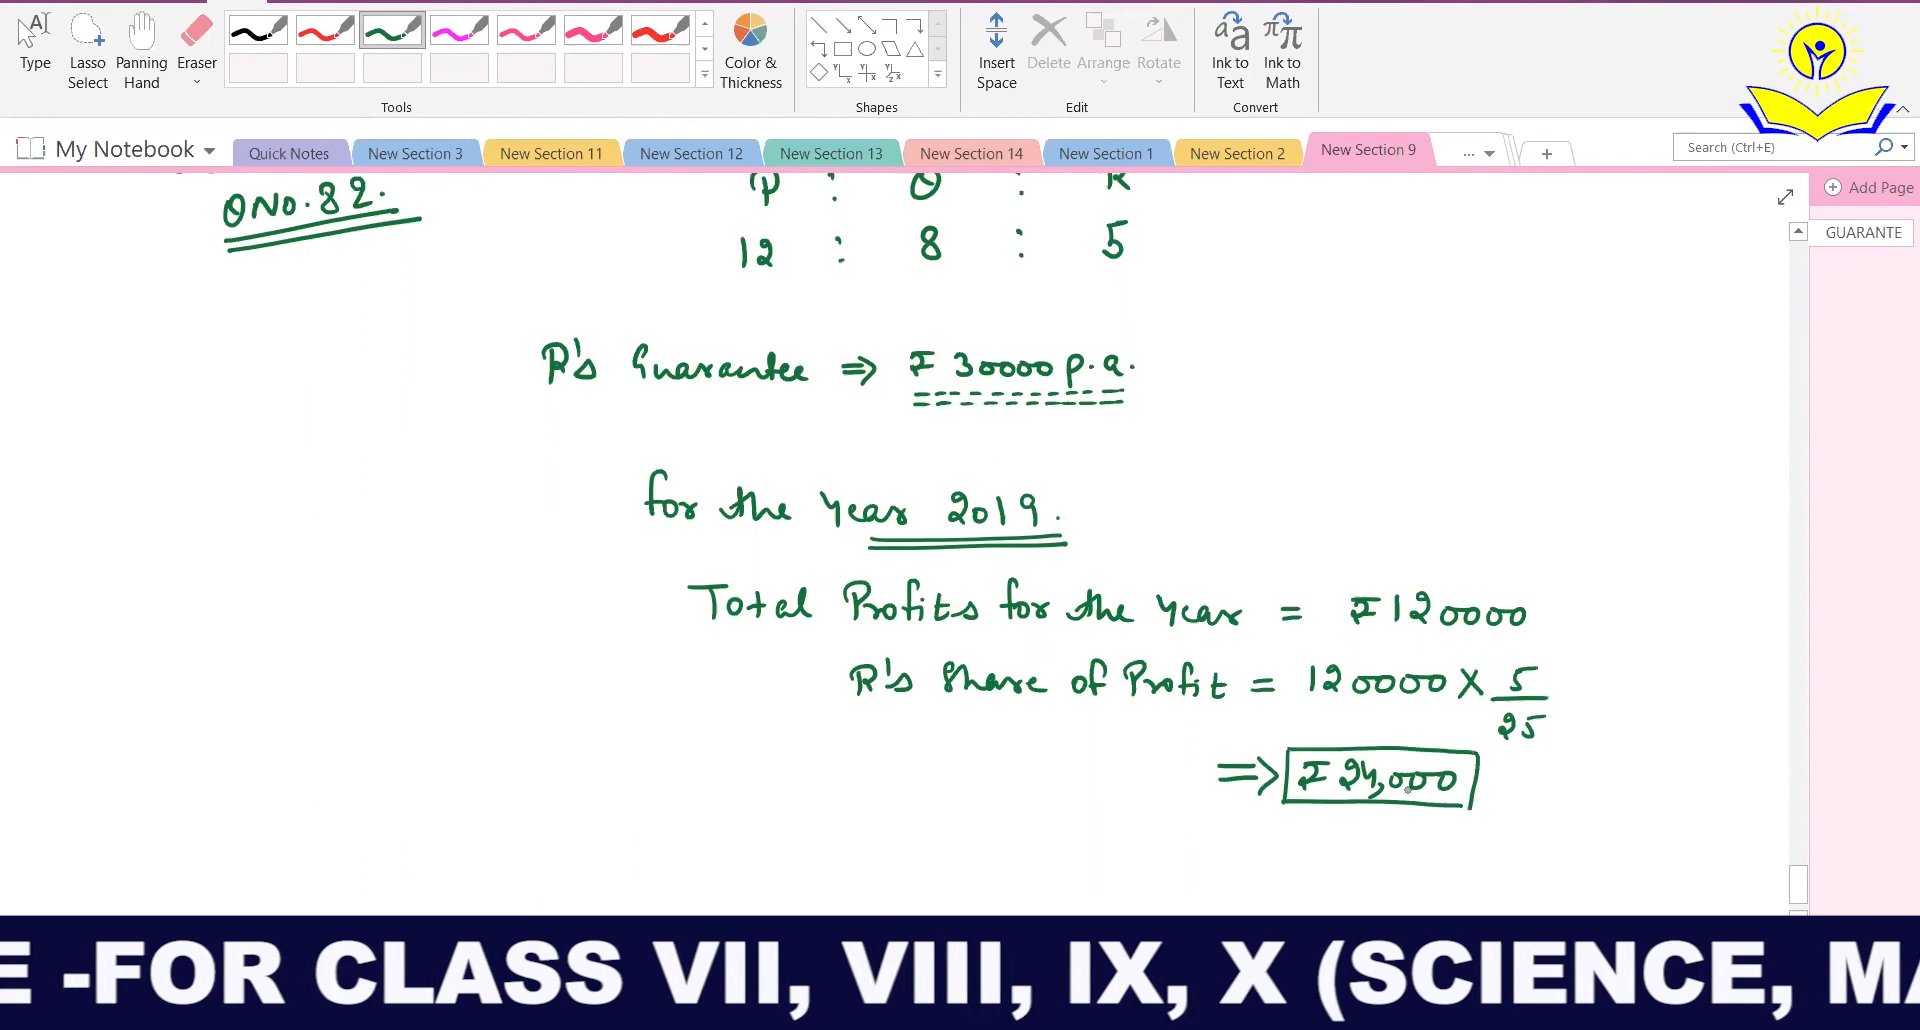 Type
Lasso Select
Panning Hand
Eraser
Color & Thickness
Insert Space
Delete
Arrange
Rotate
Ink to Text
Ink to Math
Tools
Shapes
Edit
Convert
My Notebook
Quick Notes
New Section 3
New Section 11
New Section 12
New Section 13
New Section 14
New Section 1
New Section 2
New Section 9
...
Search (Ctrl+E)
Add Page
GUARANTE
QNo. 82.
P : Q : R
12 : 8 : 5
R's Guarantee ⇒ ₹ 30000 p.a.
for the year 2019.
Total Profits for the year = ₹ 120000
R's Share of Profit = 120000 × 5/25
⇒ ₹ 24,000
E -FOR CLASS VII, VIII, IX, X (SCIENCE, MA